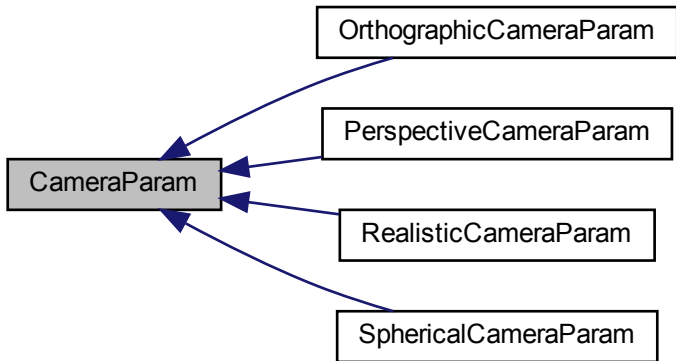 OrthographicCameraParam
PerspectiveCameraParam
CameraParam
RealisticCameraParam
SphericalCameraParam